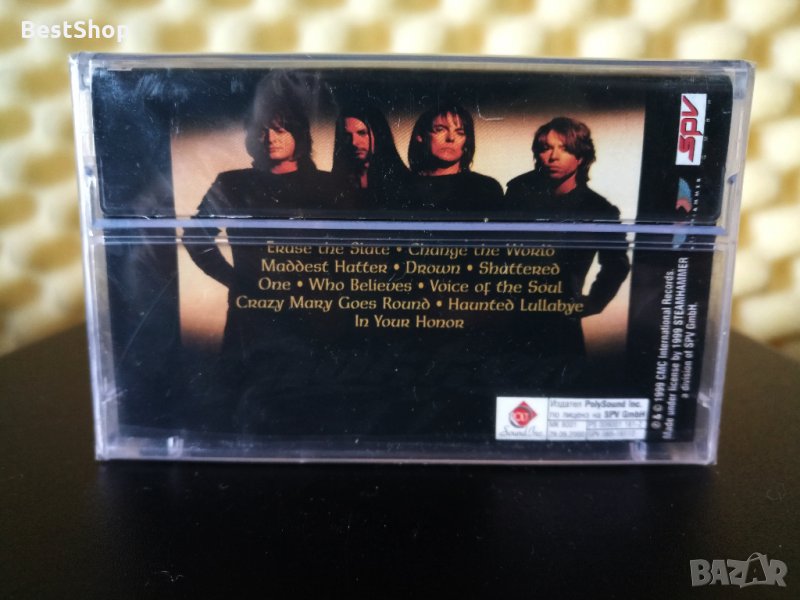 BestShop
SPV
GMBH
Erase the Slate • Change the World
Maddest Hatter • Drown • Shattered
One • Who Believes • Voice of the Soul
Crazy Mary Goes Round • Haunted Lullabye
In Your Honor
℗ & © 1999 CMC International Records.
Made under license by 1999 STEAMHAMMER
a division of SPV GmbH.
Sound Inc.
Издател PolySound Inc.
по лиценз на SPV GmbH
BAZAR